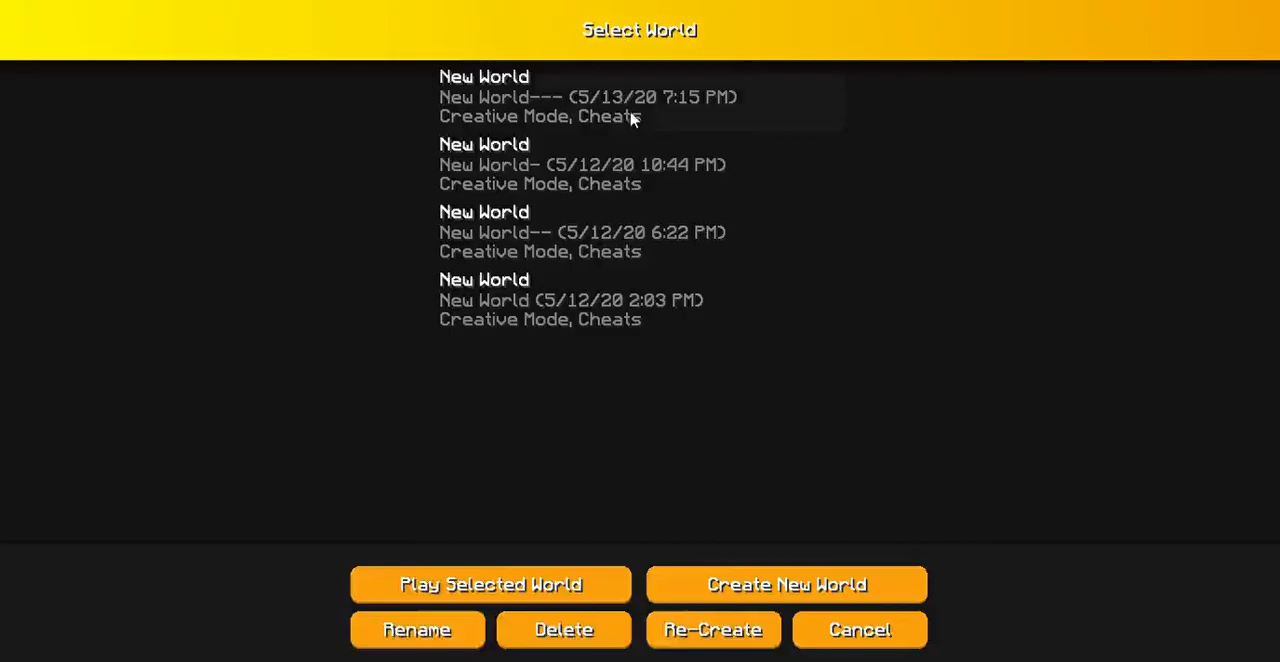 Select World
New World
New World--- (5/13/20 7:15 PM)
Creative Mode, Cheats
New World
New World- (5/12/20 10:44 PM)
Creative Mode, Cheats
New World
New World-- (5/12/20 6:22 PM)
Creative Mode, Cheats
New World
New World (5/12/20 2:03 PM)
Creative Mode, Cheats
Play Selected World
Create New World
Rename
Delete
Re-Create
Cancel